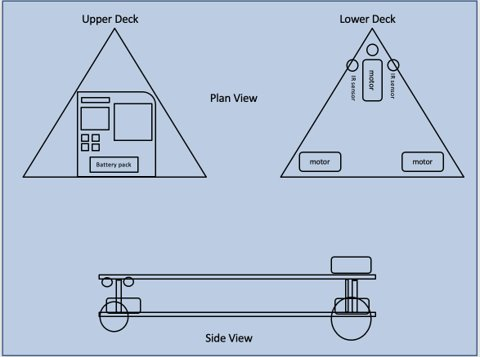 Upper Deck
Lower Deck
Plan View
IR sensor
motor
IR sensor
Battery pack
motor
motor
Side View